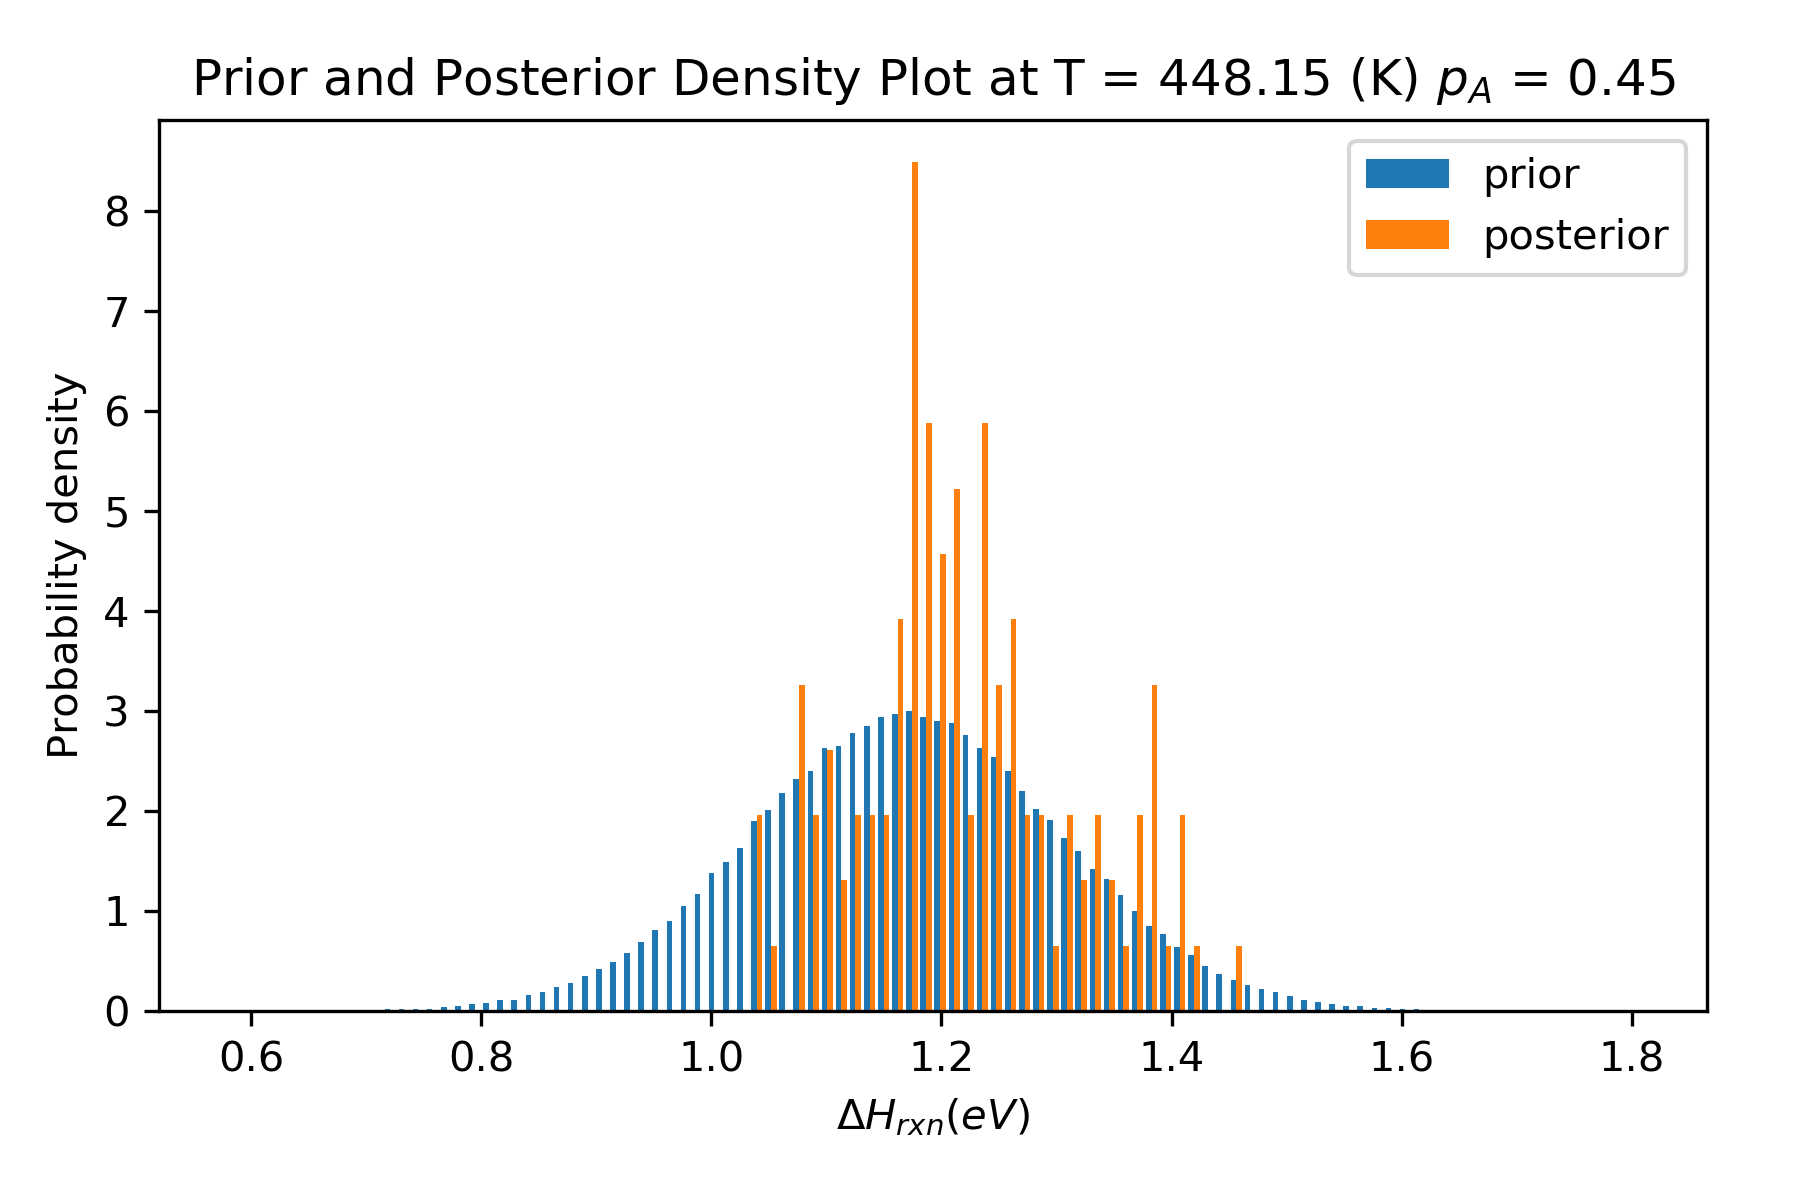 Prior and Posterior Density Plot at T = 448.15 (K) p_A = 0.45
prior
posterior
Probability density
8
7
6
5
4
3
2
1
0
0.6 0.8 1.0 1.2 1.4 1.6 1.8
ΔH_rxn(eV)